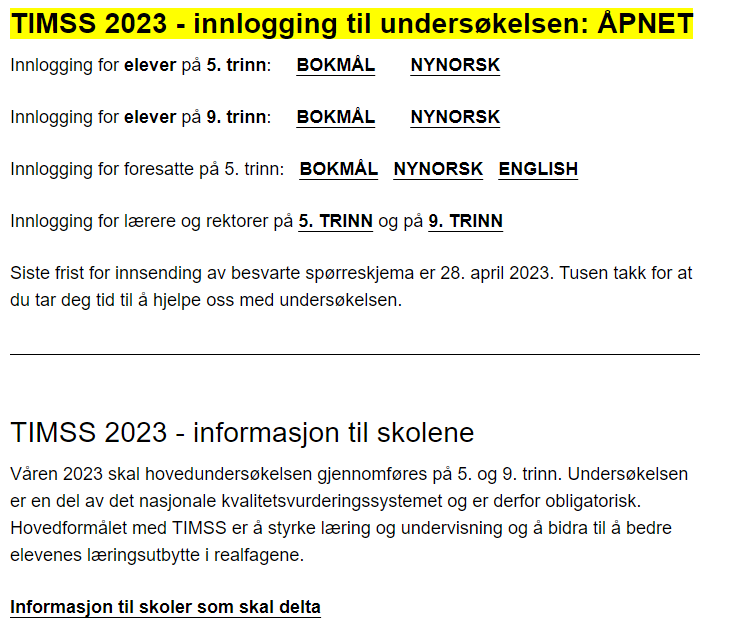 TIMSS 2023 - innlogging til undersøkelsen: ÅPNET
Innlogging for elever på 5. trinn: BOKMÅL NYNORSK
Innlogging for elever på 9. trinn: BOKMÅL NYNORSK
Innlogging for foresatte på 5. trinn: BOKMÅL NYNORSK ENGLISH
Innlogging for lærere og rektorer på 5. TRINN og på 9. TRINN
Siste frist for innsending av besvarte spørreskjema er 28. april 2023. Tusen takk for at
du tar deg tid til å hjelpe oss med undersøkelsen.
TIMSS 2023 - informasjon til skolene
Våren 2023 skal hovedundersøkelsen gjennomføres på 5. og 9. trinn. Undersøkelsen
er en del av det nasjonale kvalitetsvurderingssystemet og er derfor obligatorisk.
Hovedformålet med TIMSS er å styrke læring og undervisning og å bidra til å bedre
elevenes læringsutbytte i realfagene.
Informasjon til skoler som skal delta